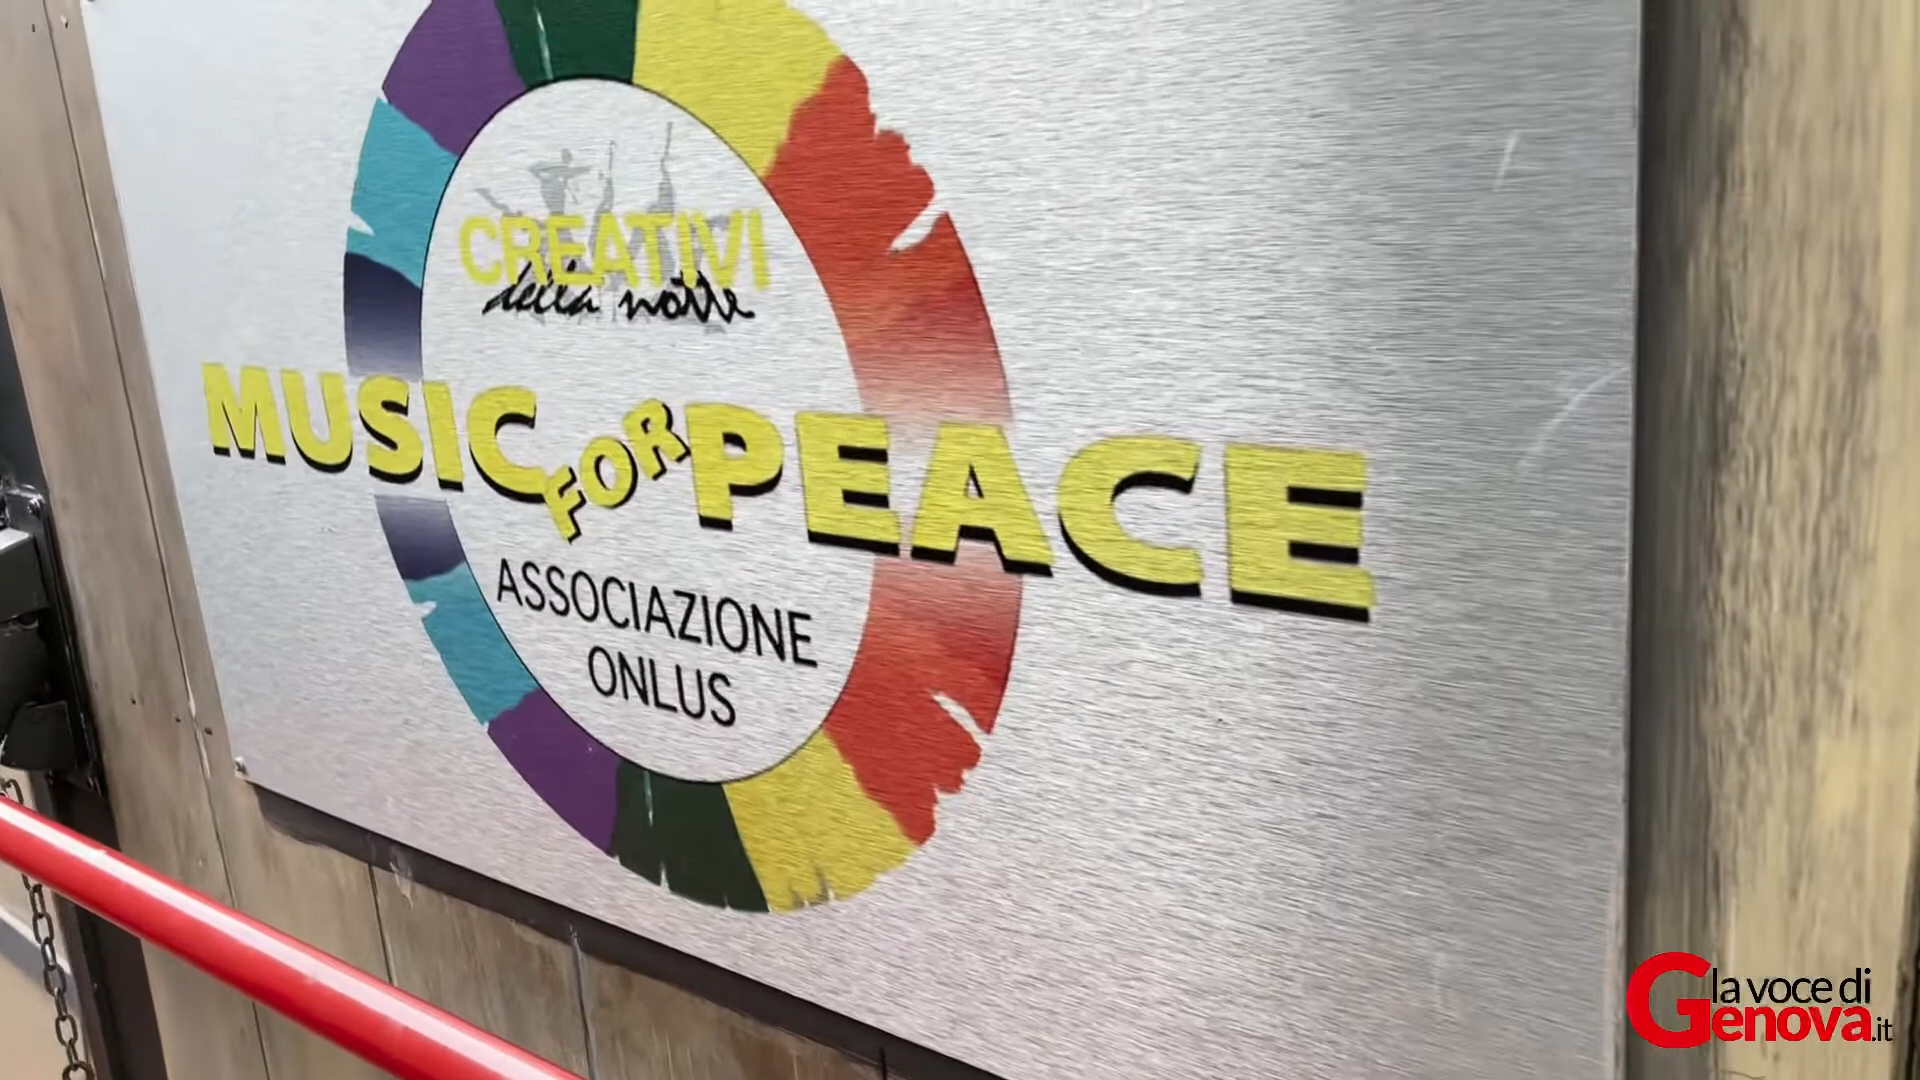 CREATIVI
della notte
MUSIC FOR PEACE
ASSOCIAZIONE
ONLUS
la voce di
Genova.it